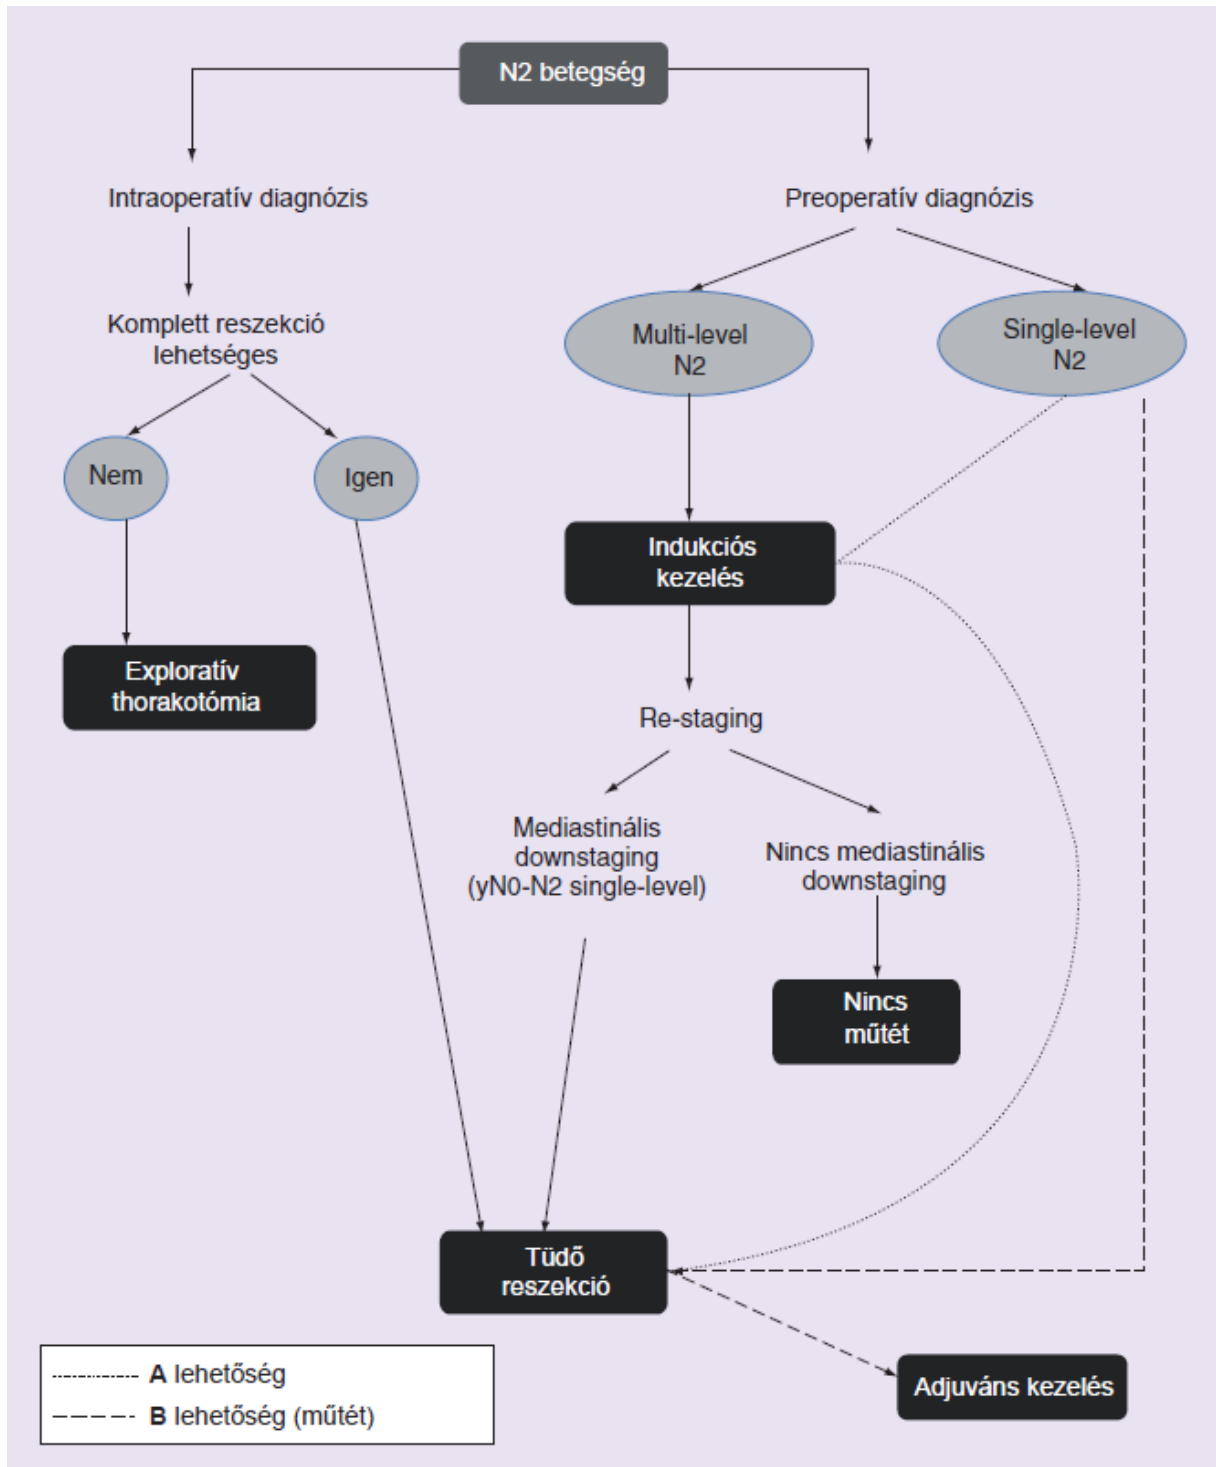 N2 betegség
Intraoperatív diagnózis
Preoperatív diagnózis
Komplett reszekció
lehetséges
Multi-level
N2
Single-level
N2
Nem
Igen
Indukciós
kezelés
Exploratív
thorakotómia
Re-staging
Mediastinális
downstaging
(yN0-N2 single-level)
Nincs mediastinális
downstaging
Nincs
műtét
Tüdő
reszekció
A lehetőség
B lehetőség (műtét)
Adjuváns kezelés